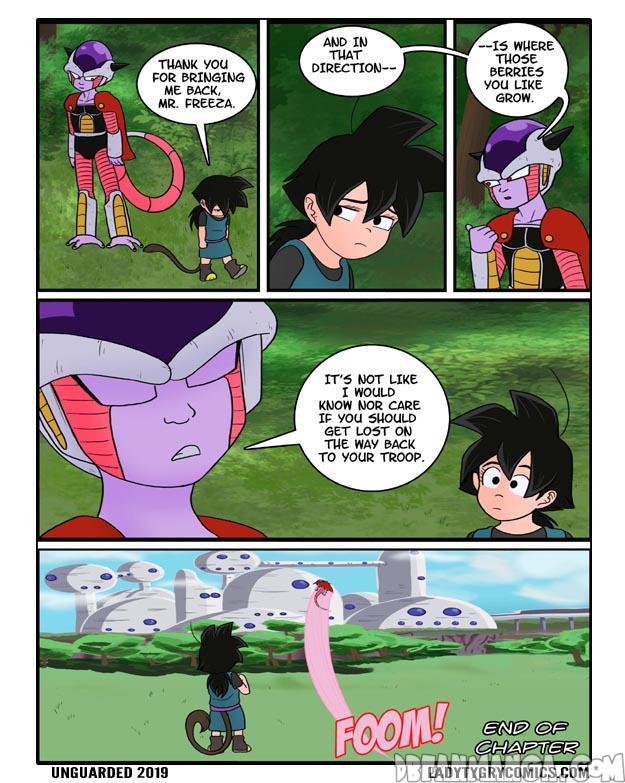 THANK YOU
FOR BRINGING
ME BACK,
MR. FREEZA.
AND IN
THAT
DIRECTION--
--IS WHERE
THOSE
BERRIES
YOU LIKE
GROW.
IT'S NOT LIKE
I WOULD
KNOW NOR CARE
IF YOU SHOULD
GET LOST ON
THE WAY BACK
TO YOUR TROOP.
FOOM!
END OF
CHAPTER
UNGUARDED 2019
LADYTYGRYCOMICS.COM
DBFANMANGA.COM